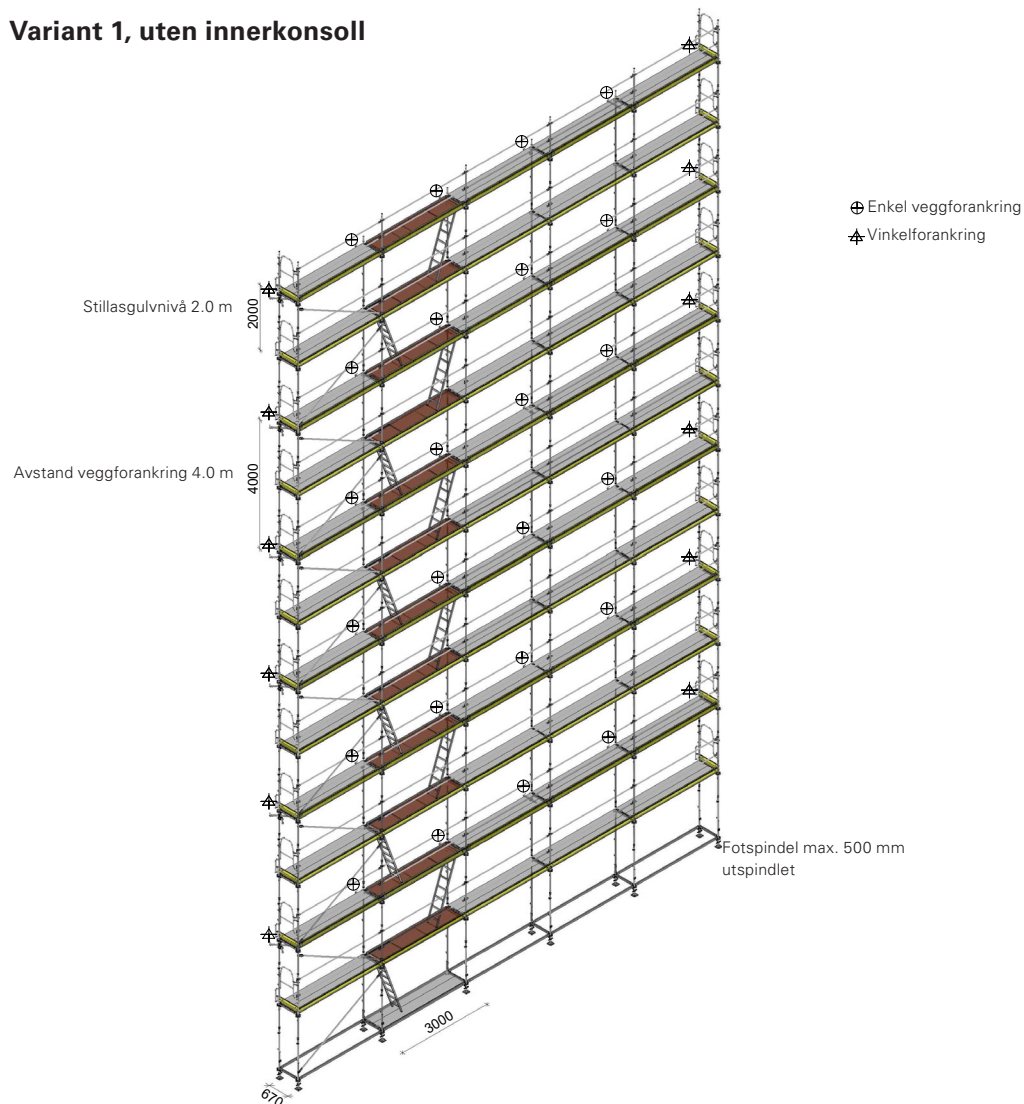 Variant 1, uten innerkonsoll
Enkel veggforankring
Vinkelforankring
Stillasgulvnivå 2.0 m
2000
Avstand veggforankring 4.0 m
4000
Fotspindel max. 500 mm
utspindlet
3000
670